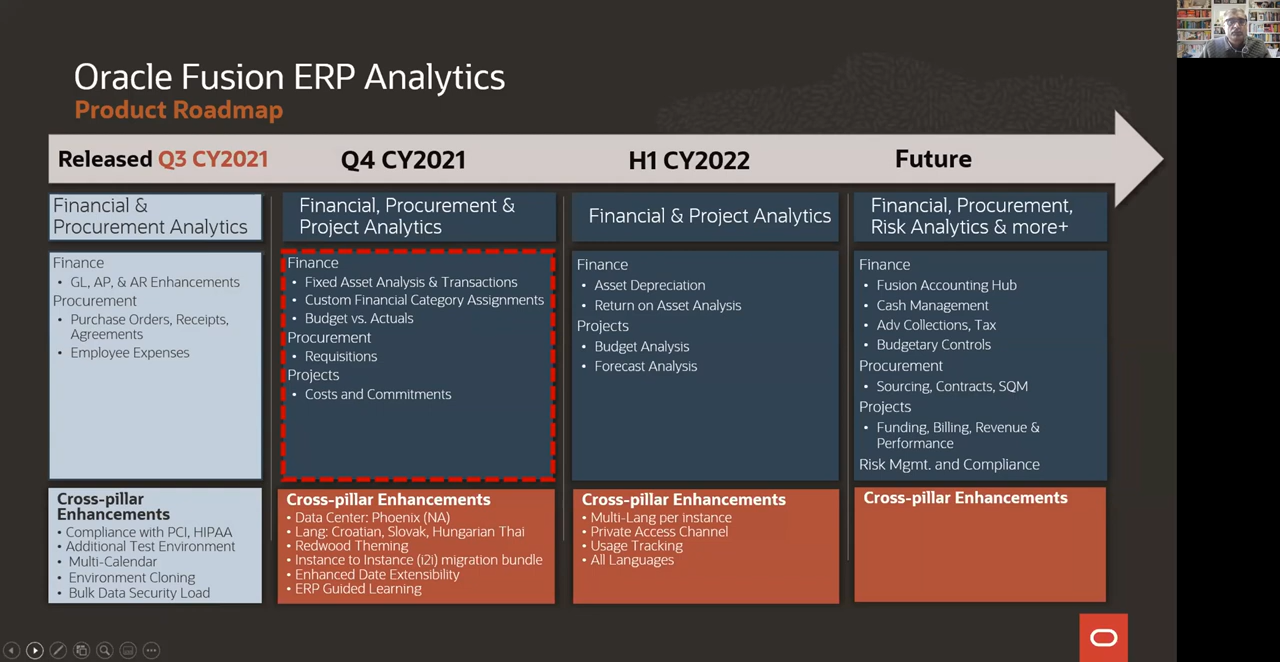 Oracle Fusion ERP Analytics
Product Roadmap
Released Q3 CY2021
Q4 CY2021
H1 CY2022
Future
Financial &
Procurement Analytics
Finance
• GL, AP, & AR Enhancements
Procurement
• Purchase Orders, Receipts,
Agreements
• Employee Expenses
Cross-pillar
Enhancements
• Compliance with PCI, HIPAA
• Additional Test Environment
• Multi-Calendar
• Environment Cloning
• Bulk Data Security Load
Financial, Procurement &
Project Analytics
Finance
• Fixed Asset Analysis & Transactions
• Custom Financial Category Assignments
• Budget vs. Actuals
Procurement
• Requisitions
Projects
• Costs and Commitments
Cross-pillar Enhancements
• Data Center: Phoenix (NA)
• Lang: Croatian, Slovak, Hungarian Thai
• Redwood Theming
• Instance to Instance (i2i) migration bundle
• Enhanced Date Extensibility
• ERP Guided Learning
Financial & Project Analytics
Finance
• Asset Depreciation
• Return on Asset Analysis
Projects
• Budget Analysis
• Forecast Analysis
Cross-pillar Enhancements
• Multi-Lang per instance
• Private Access Channel
• Usage Tracking
• All Languages
Financial, Procurement,
Risk Analytics & more+
Finance
• Fusion Accounting Hub
• Cash Management
• Adv Collections, Tax
• Budgetary Controls
Procurement
• Sourcing, Contracts, SQM
Projects
• Funding, Billing, Revenue &
Performance
Risk Mgmt. and Compliance
Cross-pillar Enhancements